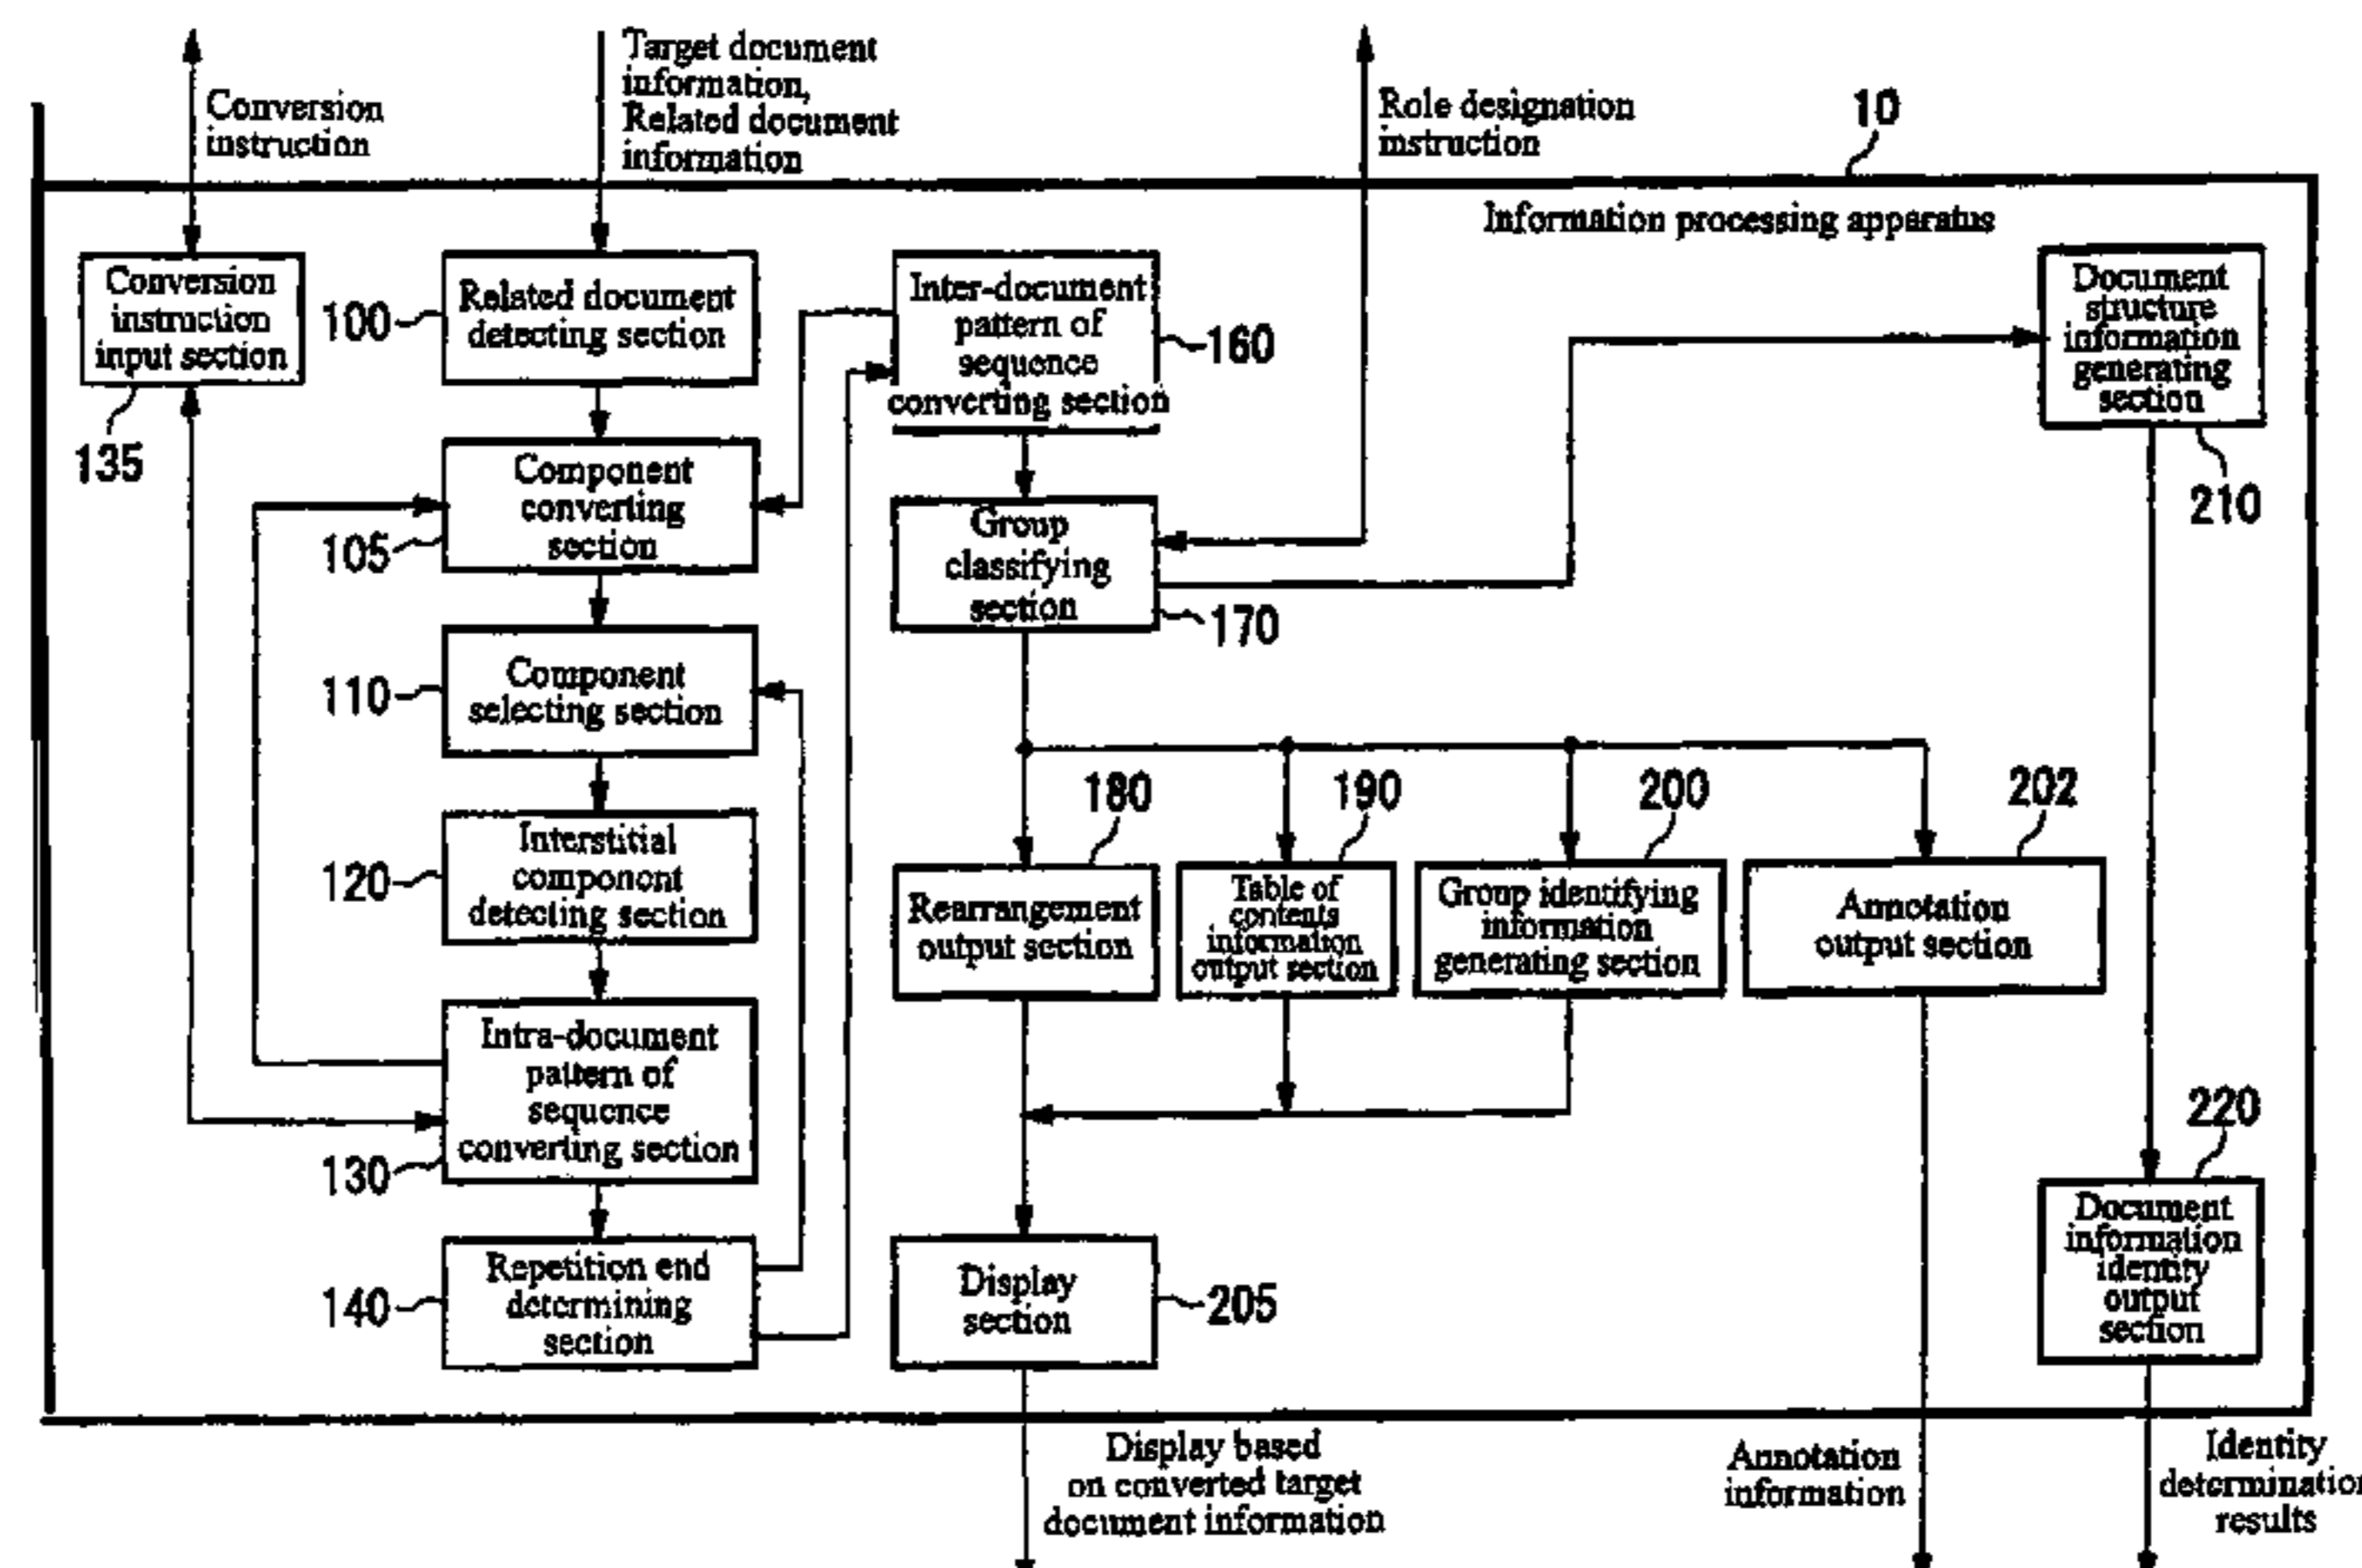 Conversion
instruction
Target document
information,
Related document
information
Role designation
instruction
10
Information processing apparatus
Conversion
instruction
input section
135
100
Related document
detecting section
Inter-document
pattern of
sequence
converting section
160
Document
structure
information
generating
section
210
105
Component
converting
section
Group
classifying
section
170
110
Component
selecting section
120
Interstitial
component
detecting section
180
Rearrangement
output section
190
Table of
contents
information
output section
200
Group identifying
information
generating section
202
Annotation
output section
130
Intra-document
pattern of
sequence
converting section
140
Repetition end
determining
section
Display
section
205
220
Document
information
identity
output
section
Display based
on converted target
document information
Annotation
information
Identity
determination
results